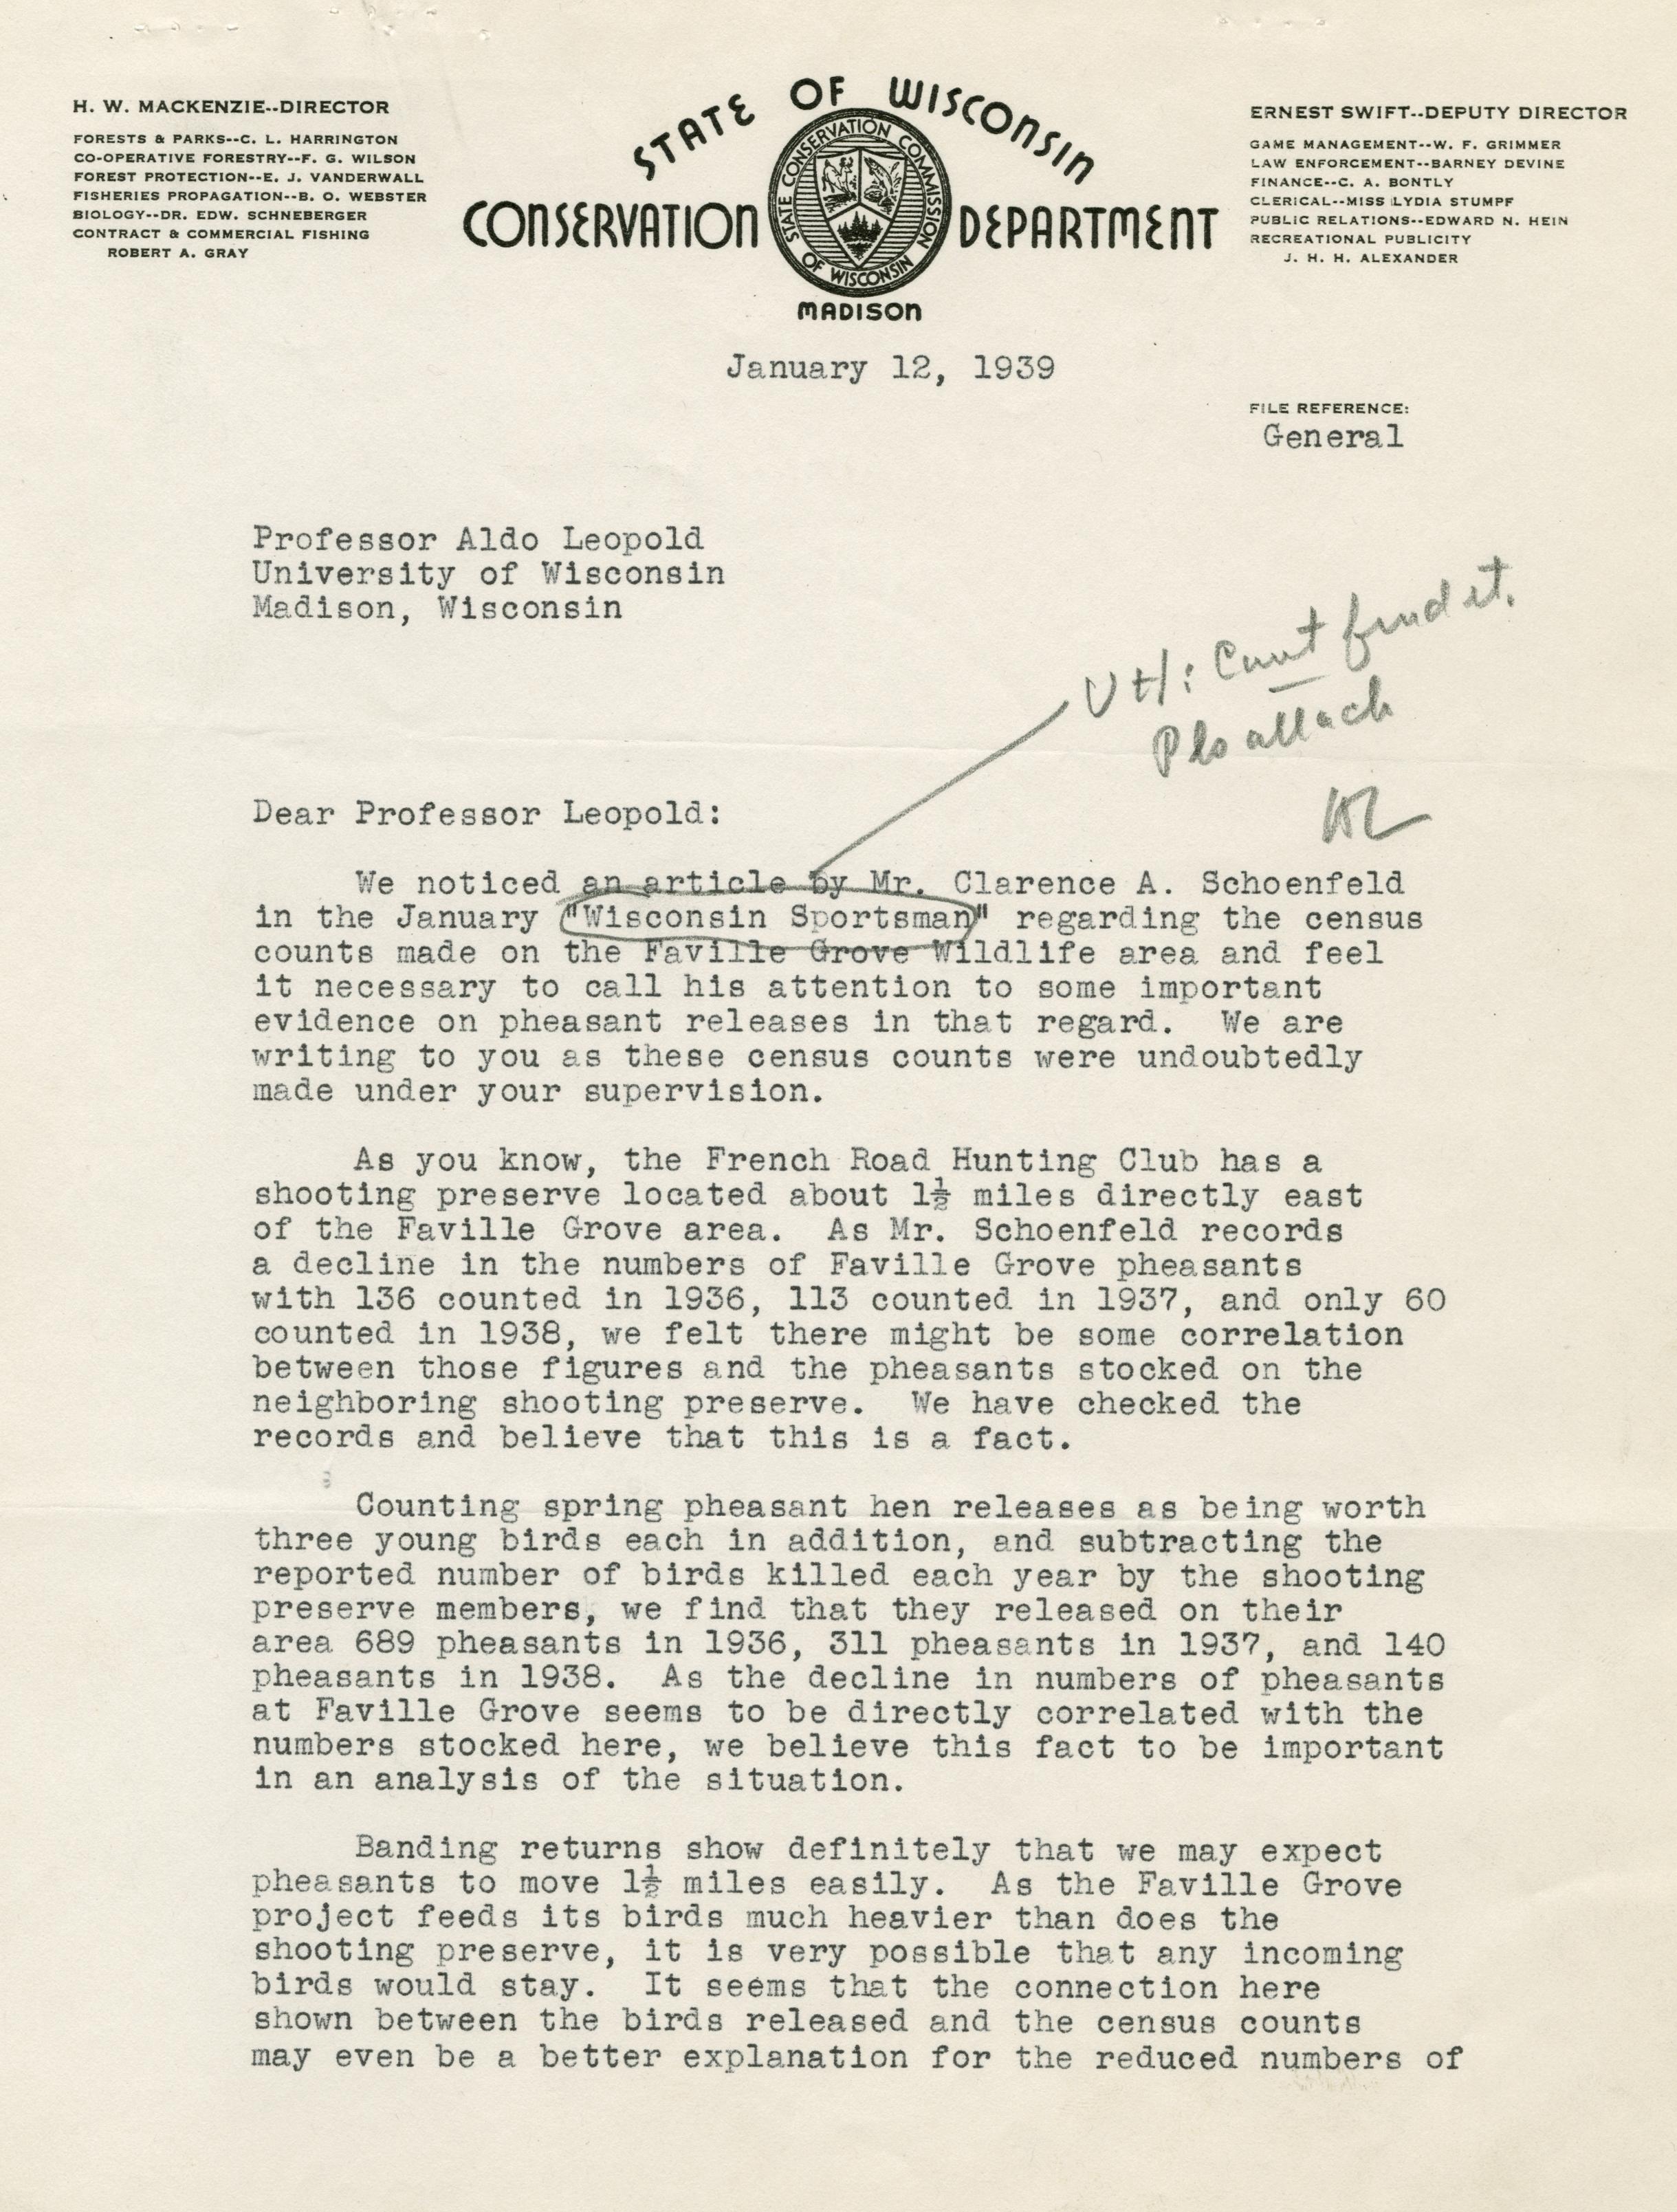 H. W. MACKENZIE--DIRECTOR
FORESTS & PARKS--C. L. HARRINGTON
CO-OPERATIVE FORESTRY--F. G. WILSON
FOREST PROTECTION--E. J. VANDERWALL
FISHERIES PROPAGATION--B. O. WEBSTER
BIOLOGY--DR. EDW. SCHNEBERGER
CONTRACT & COMMERCIAL FISHING
ROBERT A. GRAY
STATE OF WISCONSIN
CONSERVATION DEPARTMENT
STATE CONSERVATION COMMISSION
OF WISCONSIN
MADISON
ERNEST SWIFT--DEPUTY DIRECTOR
GAME MANAGEMENT--W. F. GRIMMER
LAW ENFORCEMENT--BARNEY DEVINE
FINANCE--C. A. BONTLY
CLERICAL--MISS LYDIA STUMPF
PUBLIC RELATIONS--EDWARD N. HEIN
RECREATIONAL PUBLICITY
J. H. H. ALEXANDER
January 12, 1939
FILE REFERENCE:
General
Professor Aldo Leopold
University of Wisconsin
Madison, Wisconsin
VH: Cant find it.
Pls attach
AL
Dear Professor Leopold:
We noticed an article by Mr. Clarence A. Schoenfeld
in the January "Wisconsin Sportsman" regarding the census
counts made on the Faville Grove Wildlife area and feel
it necessary to call his attention to some important
evidence on pheasant releases in that regard. We are
writing to you as these census counts were undoubtedly
made under your supervision.
As you know, the French Road Hunting Club has a
shooting preserve located about 1½ miles directly east
of the Faville Grove area. As Mr. Schoenfeld records
a decline in the numbers of Faville Grove pheasants
with 136 counted in 1936, 113 counted in 1937, and only 60
counted in 1938, we felt there might be some correlation
between those figures and the pheasants stocked on the
neighboring shooting preserve. We have checked the
records and believe that this is a fact.
Counting spring pheasant hen releases as being worth
three young birds each in addition, and subtracting the
reported number of birds killed each year by the shooting
preserve members, we find that they released on their
area 689 pheasants in 1936, 311 pheasants in 1937, and 140
pheasants in 1938. As the decline in numbers of pheasants
at Faville Grove seems to be directly correlated with the
numbers stocked here, we believe this fact to be important
in an analysis of the situation.
Banding returns show definitely that we may expect
pheasants to move 1½ miles easily. As the Faville Grove
project feeds its birds much heavier than does the
shooting preserve, it is very possible that any incoming
birds would stay. It seems that the connection here
shown between the birds released and the census counts
may even be a better explanation for the reduced numbers of